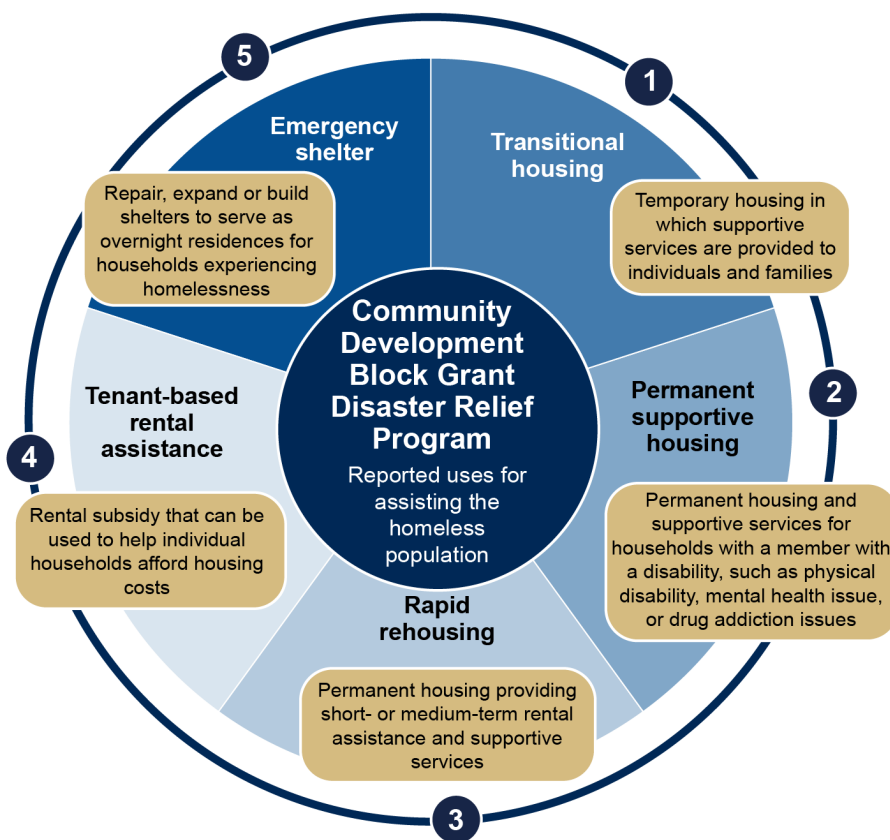 Community
Development
Block Grant
Disaster Relief
Program
Reported uses for
assisting the
homeless
population
1
Transitional
housing
Temporary housing in
which supportive
services are provided to
individuals and families
2
Permanent
supportive
housing
Permanent housing and
supportive services for
households with a member with
a disability, such as physical
disability, mental health issue,
or drug addiction issues
3
Rapid
rehousing
Permanent housing providing
short- or medium-term rental
assistance and supportive
services
4
Tenant-based
rental
assistance
Rental subsidy that can be
used to help individual
households afford housing
costs
5
Emergency
shelter
Repair, expand or build
shelters to serve as
overnight residences for
households experiencing
homelessness